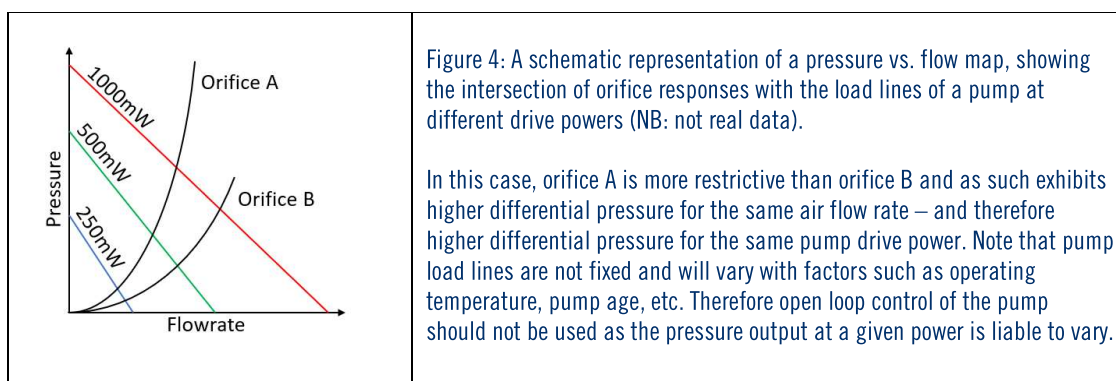 1000mW
500mW
250mW
Orifice A
Orifice B
Pressure
Flowrate
Figure 4: A schematic representation of a pressure vs. flow map, showing
the intersection of orifice responses with the load lines of a pump at
different drive powers (NB: not real data).
In this case, orifice A is more restrictive than orifice B and as such exhibits
higher differential pressure for the same air flow rate – and therefore
higher differential pressure for the same pump drive power. Note that pump
load lines are not fixed and will vary with factors such as operating
temperature, pump age, etc. Therefore open loop control of the pump
should not be used as the pressure output at a given power is liable to vary.